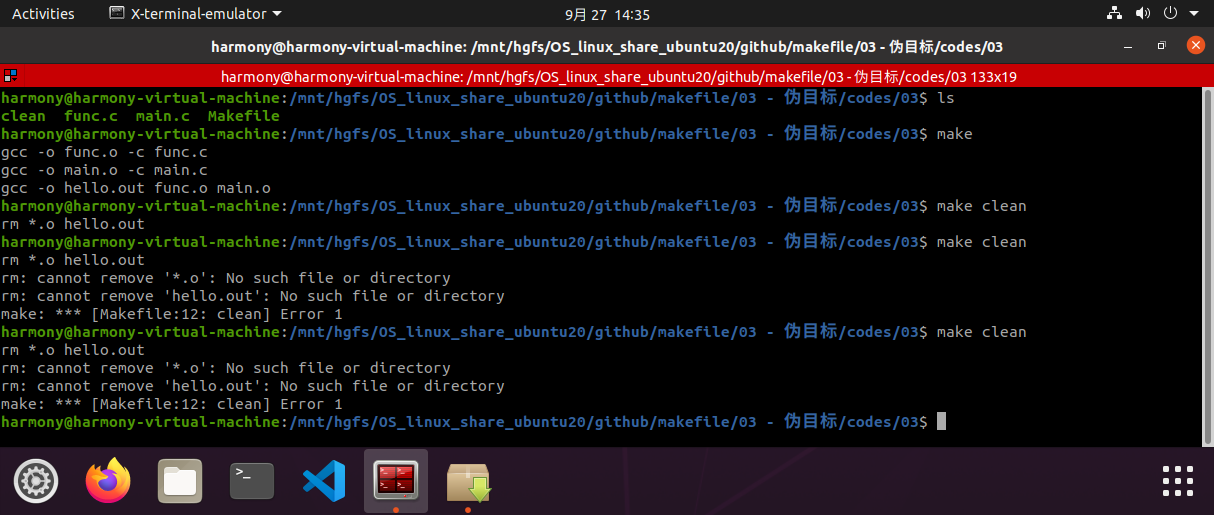 Activities X-terminal-emulator 9月 27 14:35
harmony@harmony-virtual-machine: /mnt/hgfs/OS_linux_share_ubuntu20/github/makefile/03 - 伪目标/codes/03
harmony@harmony-virtual-machine: /mnt/hgfs/OS_linux_share_ubuntu20/github/makefile/03 - 伪目标/codes/03 133x19
harmony@harmony-virtual-machine:/mnt/hgfs/OS_linux_share_ubuntu20/github/makefile/03 - 伪目标/codes/03$ ls
clean  func.c  main.c  Makefile
harmony@harmony-virtual-machine:/mnt/hgfs/OS_linux_share_ubuntu20/github/makefile/03 - 伪目标/codes/03$ make
gcc -o func.o -c func.c
gcc -o main.o -c main.c
gcc -o hello.out func.o main.o
harmony@harmony-virtual-machine:/mnt/hgfs/OS_linux_share_ubuntu20/github/makefile/03 - 伪目标/codes/03$ make clean
rm *.o hello.out
harmony@harmony-virtual-machine:/mnt/hgfs/OS_linux_share_ubuntu20/github/makefile/03 - 伪目标/codes/03$ make clean
rm *.o hello.out
rm: cannot remove '*.o': No such file or directory
rm: cannot remove 'hello.out': No such file or directory
make: *** [Makefile:12: clean] Error 1
harmony@harmony-virtual-machine:/mnt/hgfs/OS_linux_share_ubuntu20/github/makefile/03 - 伪目标/codes/03$ make clean
rm *.o hello.out
rm: cannot remove '*.o': No such file or directory
rm: cannot remove 'hello.out': No such file or directory
make: *** [Makefile:12: clean] Error 1
harmony@harmony-virtual-machine:/mnt/hgfs/OS_linux_share_ubuntu20/github/makefile/03 - 伪目标/codes/03$